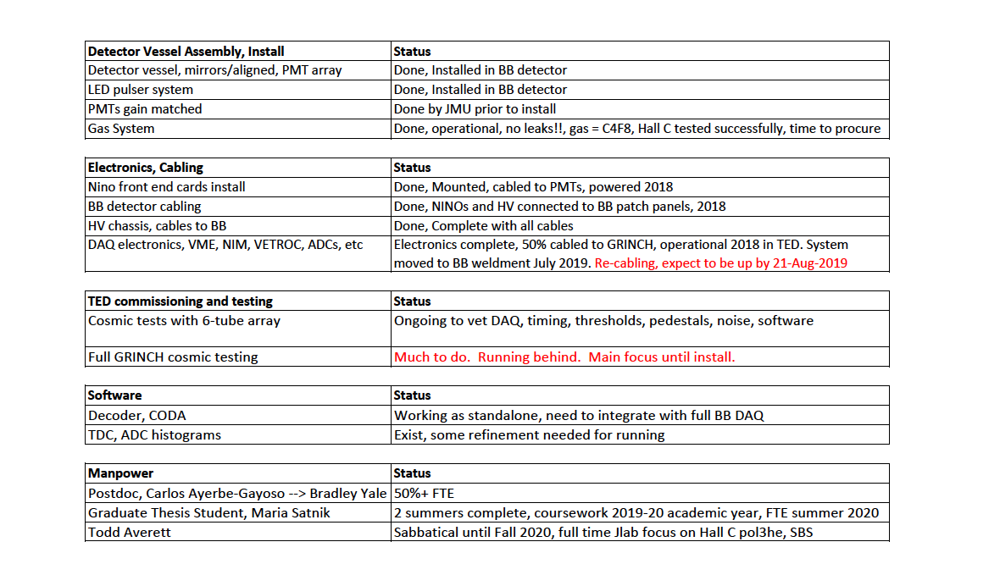 Detector Vessel Assembly, Install Status
Detector vessel, mirrors/aligned, PMT array Done, Installed in BB detector
LED pulser system Done, Installed in BB detector
PMTs gain matched Done by JMU prior to install
Gas System Done, operational, no leaks!!, gas = C4F8, Hall C tested successfully, time to procure
Electronics, Cabling Status
Nino front end cards install Done, Mounted, cabled to PMTs, powered 2018
BB detector cabling Done, NINOs and HV connected to BB patch panels, 2018
HV chassis, cables to BB Done, Complete with all cables
DAQ electronics, VME, NIM, VETROC, ADCs, etc Electronics complete, 50% cabled to GRINCH, operational 2018 in TED. System
moved to BB weldment July 2019. Re-cabling, expect to be up by 21-Aug-2019
TED commissioning and testing Status
Cosmic tests with 6-tube array Ongoing to vet DAQ, timing, thresholds, pedestals, noise, software
Full GRINCH cosmic testing Much to do. Running behind. Main focus until install.
Software Status
Decoder, CODA Working as standalone, need to integrate with full BB DAQ
TDC, ADC histograms Exist, some refinement needed for running
Manpower Status
Postdoc, Carlos Ayerbe-Gayoso --> Bradley Yale 50%+ FTE
Graduate Thesis Student, Maria Satnik 2 summers complete, coursework 2019-20 academic year, FTE summer 2020
Todd Averett Sabbatical until Fall 2020, full time Jlab focus on Hall C pol3he, SBS